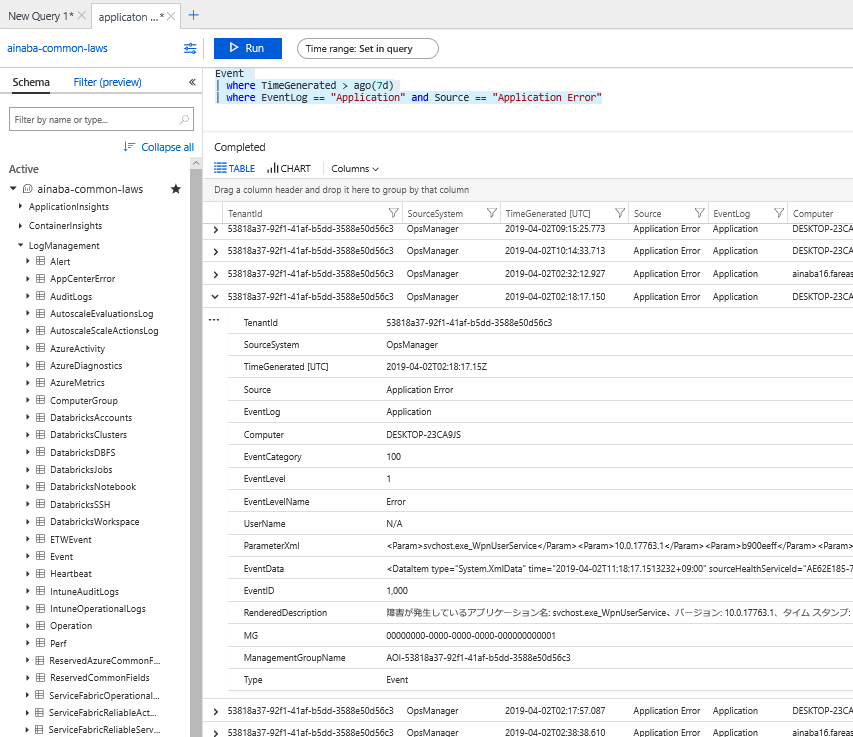 New Query 1*
applicaton ...*
ainaba-common-laws
Run
Time range: Set in query
Schema
Filter (preview)
Filter by name or type...
Collapse all
Active
ainaba-common-laws
ApplicationInsights
ContainerInsights
LogManagement
Alert
AppCenterError
AuditLogs
AutoscaleEvaluationsLog
AutoscaleScaleActionsLog
AzureActivity
AzureDiagnostics
AzureMetrics
ComputerGroup
DatabricksAccounts
DatabricksClusters
DatabricksDBFS
DatabricksJobs
DatabricksNotebook
DatabricksSSH
DatabricksWorkspace
ETWEvent
Event
Heartbeat
IntuneAuditLogs
IntuneOperationalLogs
Operation
Perf
ReservedAzureCommonF...
ReservedCommonFields
ServiceFabricOperational...
ServiceFabricReliableAct...
ServiceFabricReliableServ...
Event
| where TimeGenerated > ago(7d)
| where EventLog == "Application" and Source == "Application Error"
Completed
TABLE CHART Columns
Drag a column header and drop it here to group by that column
TenantId SourceSystem TimeGenerated [UTC] Source EventLog Computer
53818a37-92f1-41af-b5dd-3588e50d56c3 OpsManager 2019-04-02T09:15:25.773 Application Error Application DESKTOP-23CA
53818a37-92f1-41af-b5dd-3588e50d56c3 OpsManager 2019-04-02T10:14:33.713 Application Error Application DESKTOP-23CA
53818a37-92f1-41af-b5dd-3588e50d56c3 OpsManager 2019-04-02T02:32:12.927 Application Error Application ainaba16.fareas
53818a37-92f1-41af-b5dd-3588e50d56c3 OpsManager 2019-04-02T02:18:17.150 Application Error Application DESKTOP-23CA
...
TenantId 53818a37-92f1-41af-b5dd-3588e50d56c3
SourceSystem OpsManager
TimeGenerated [UTC] 2019-04-02T02:18:17.15Z
Source Application Error
EventLog Application
Computer DESKTOP-23CA9JS
EventCategory 100
EventLevel 1
EventLevelName Error
UserName N/A
ParameterXml <Param>svchost.exe_WpnUserService</Param><Param>10.0.17763.1</Param><Param>b900eeff</Param><Param>
EventData <DataItem type="System.XmlData" time="2019-04-02T11:18:17.1513232+09:00" sourceHealthServiceId="AE62E185-7
EventID 1,000
RenderedDescription 障害が発生しているアプリケーション名: svchost.exe_WpnUserService、バージョン: 10.0.17763.1、タイム スタンプ:
MG 00000000-0000-0000-0000-000000000001
ManagementGroupName AOI-53818a37-92f1-41af-b5dd-3588e50d56c3
Type Event
53818a37-92f1-41af-b5dd-3588e50d56c3 OpsManager 2019-04-02T02:17:57.087 Application Error Application DESKTOP-23CA
53818a37-92f1-41af-b5dd-3588e50d56c3 OpsManager 2019-04-02T02:38:38.610 Application Error Application ainaba16.fareas